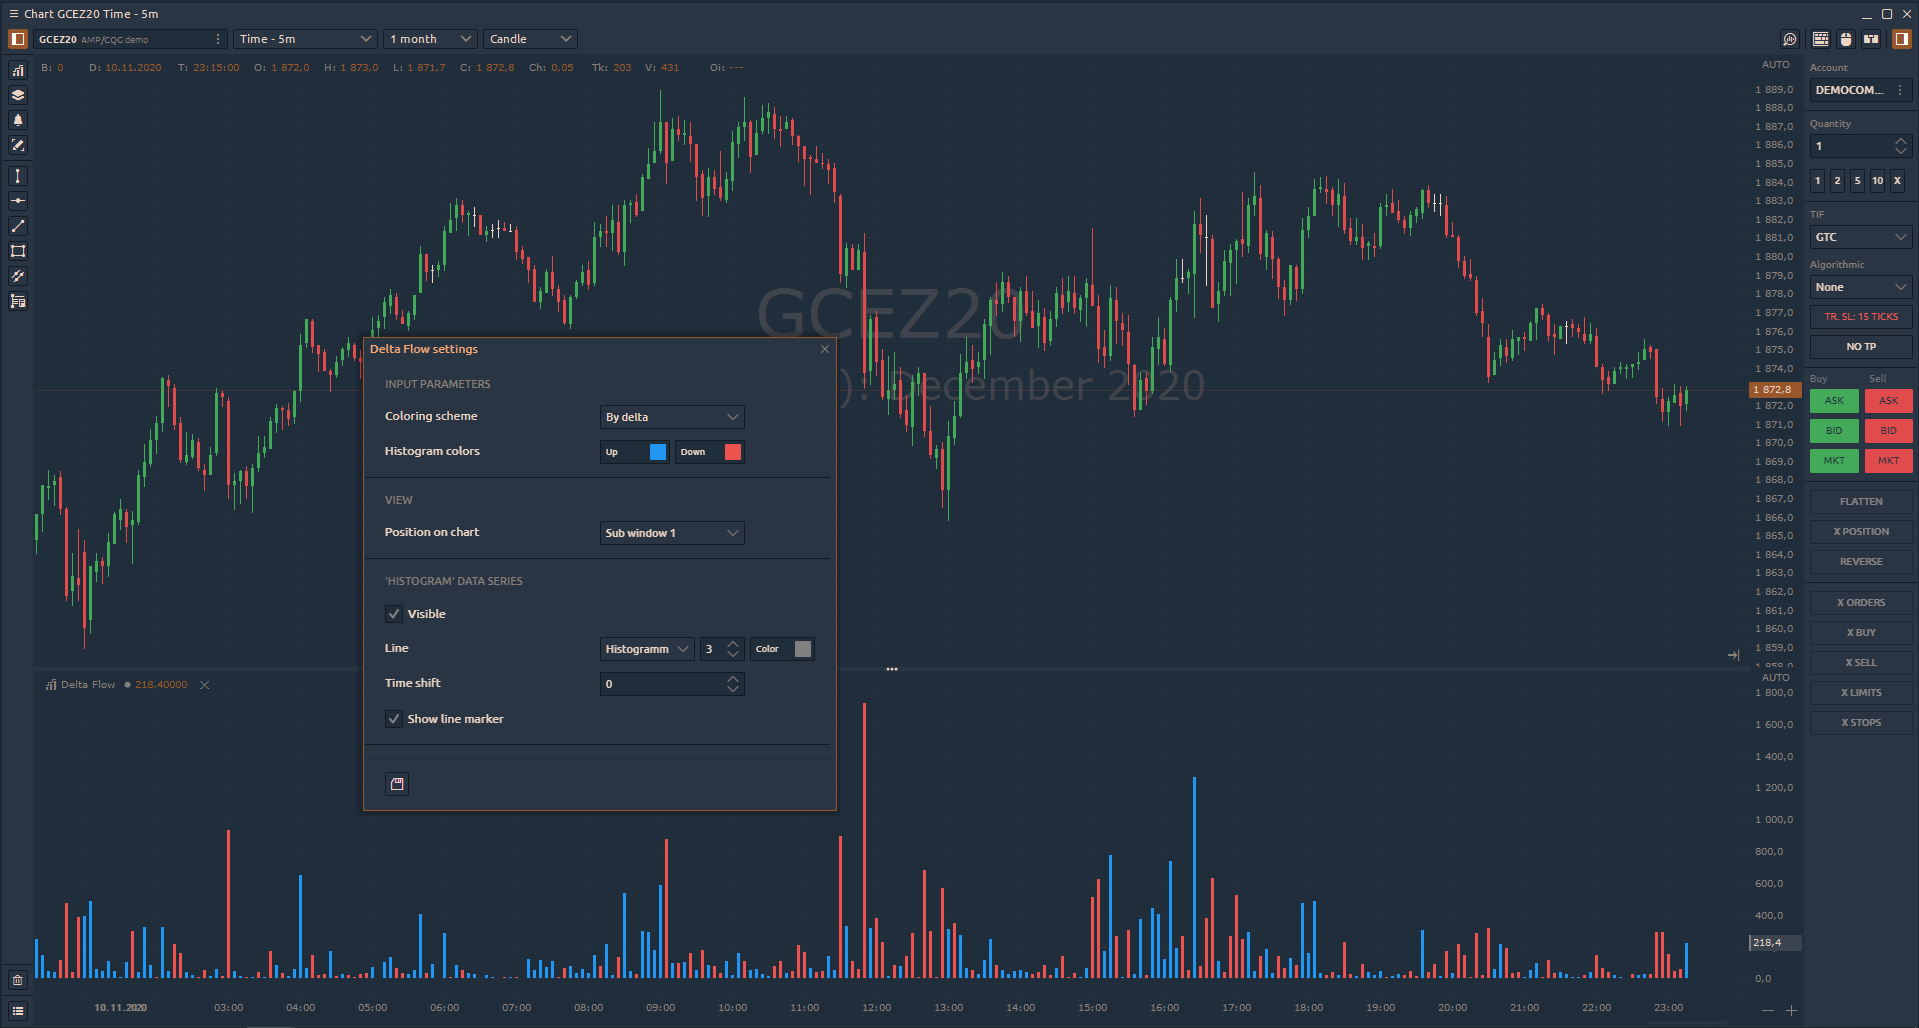 Chart GCEZ20 Time - 5m
GCEZ20 AMP/CQG demo Time - 5m 1 month Candle
B: 0 D: 10.11.2020 T: 23:15:00 O: 1 872,0 H: 1 873,0 L: 1 871,7 C: 1 872,8 Ch: 0,05 Tk: 203 V: 431 Oi: ---
GCEZ20
): December 2020
AUTO
1 889,0
1 888,0
1 887,0
1 886,0
1 885,0
1 884,0
1 883,0
1 882,0
1 881,0
1 880,0
1 879,0
1 878,0
1 877,0
1 876,0
1 875,0
1 874,0
1 872,8
1 872,0
1 871,0
1 870,0
1 869,0
1 868,0
1 867,0
1 866,0
1 865,0
1 864,0
1 863,0
1 862,0
1 861,0
1 860,0
1 859,0
1 858,0
Delta Flow settings
INPUT PARAMETERS
Coloring scheme By delta
Histogram colors Up Down
VIEW
Position on chart Sub window 1
'HISTOGRAM' DATA SERIES
Visible
Line Histogramm 3 Color
Time shift 0
Show line marker
Delta Flow 218,40000
AUTO
1 800,0
1 600,0
1 400,0
1 200,0
1 000,0
800,0
600,0
400,0
218,4
0,0
10.11.2020 03:00 04:00 05:00 06:00 07:00 08:00 09:00 10:00 11:00 12:00 13:00 14:00 15:00 16:00 17:00 18:00 19:00 20:00 21:00 22:00 23:00
Account
DEMOCOM...
Quantity
1
1 2 5 10 X
TIF
GTC
Algorithmic
None
TR. SL: 15 TICKS
NO TP
Buy Sell
ASK ASK
BID BID
MKT MKT
FLATTEN
X POSITION
REVERSE
X ORDERS
X BUY
X SELL
X LIMITS
X STOPS